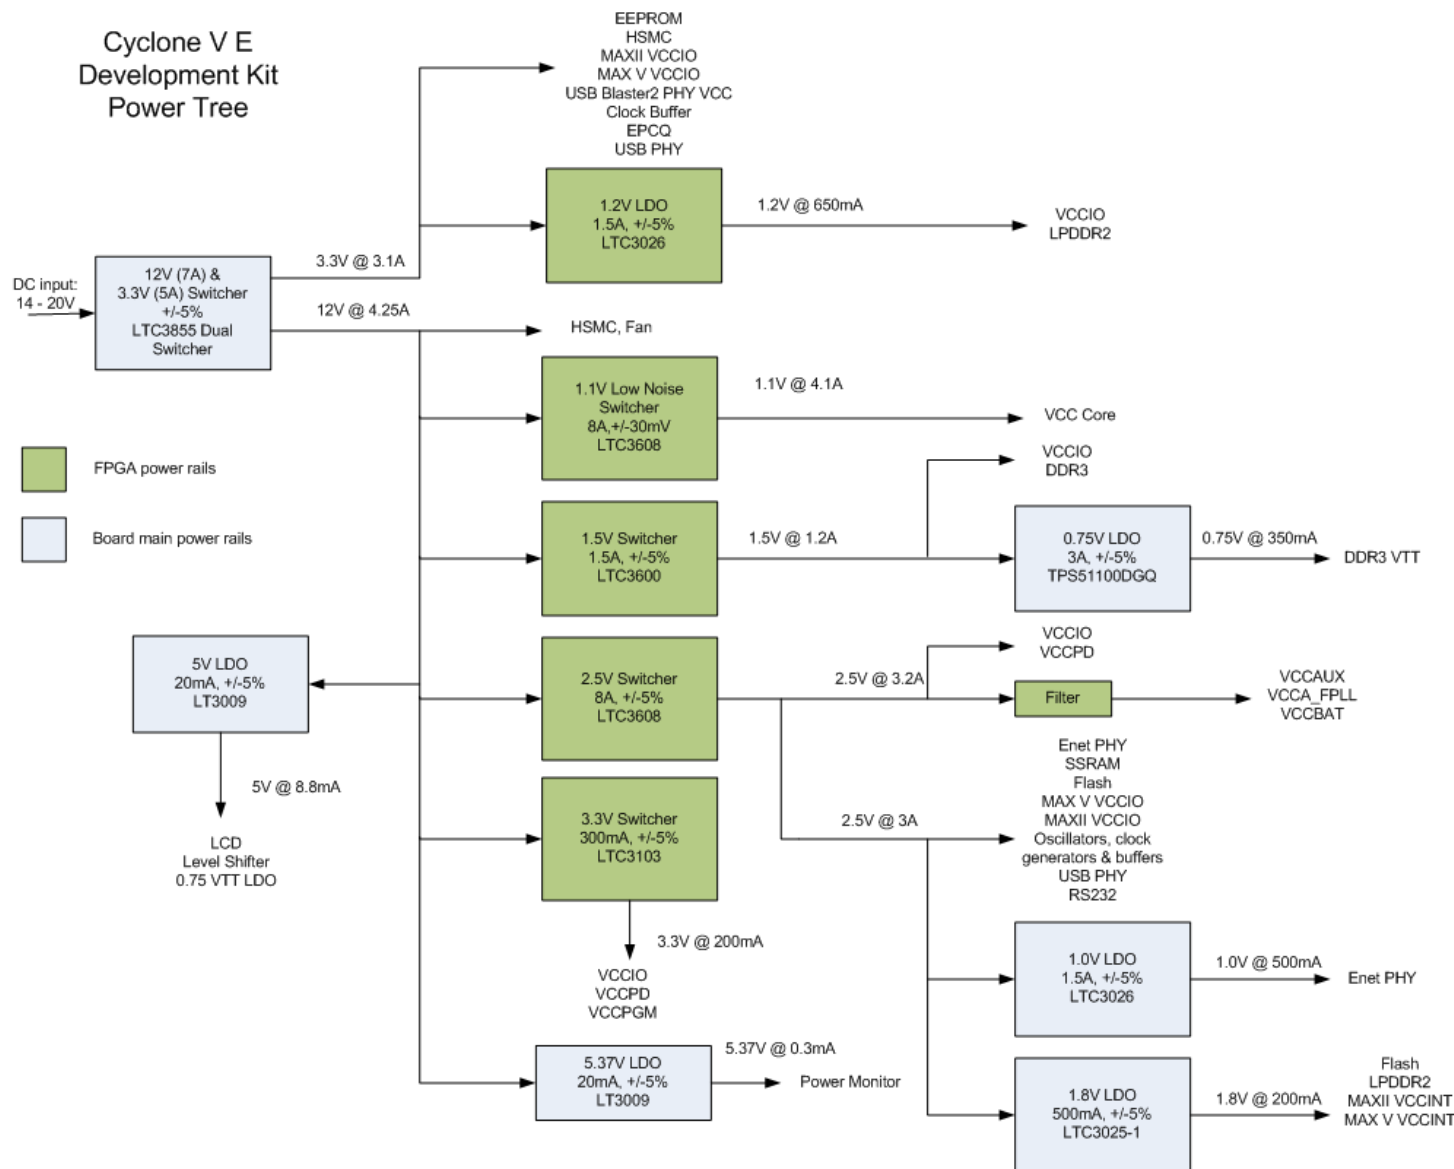 Cyclone V E
Development Kit
Power Tree
EEPROM
HSMC
MAXII VCCIO
MAX V VCCIO
USB Blaster2 PHY VCC
Clock Buffer
EPCQ
USB PHY
1.2V LDO
1.5A, +/-5%
LTC3026
1.2V @ 650mA
VCCIO
LPDDR2
DC input:
14 - 20V
12V (7A) &
3.3V (5A) Switcher
+/-5%
LTC3855 Dual
Switcher
3.3V @ 3.1A
12V @ 4.25A
HSMC, Fan
1.1V Low Noise
Switcher
8A,+/-30mV
LTC3608
1.1V @ 4.1A
VCC Core
FPGA power rails
Board main power rails
VCCIO
DDR3
1.5V Switcher
1.5A, +/-5%
LTC3600
1.5V @ 1.2A
0.75V LDO
3A, +/-5%
TPS51100DGQ
0.75V @ 350mA
DDR3 VTT
5V LDO
20mA, +/-5%
LT3009
5V @ 8.8mA
LCD
Level Shifter
0.75 VTT LDO
2.5V Switcher
8A, +/-5%
LTC3608
2.5V @ 3.2A
VCCIO
VCCPD
Filter
VCCAUX
VCCA_FPLL
VCCBAT
2.5V @ 3A
Enet PHY
SSRAM
Flash
MAX V VCCIO
MAXII VCCIO
Oscillators, clock
generators & buffers
USB PHY
RS232
3.3V Switcher
300mA, +/-5%
LTC3103
3.3V @ 200mA
VCCIO
VCCPD
VCCPGM
1.0V LDO
1.5A, +/-5%
LTC3026
1.0V @ 500mA
Enet PHY
5.37V LDO
20mA, +/-5%
LT3009
5.37V @ 0.3mA
Power Monitor
1.8V LDO
500mA, +/-5%
LTC3025-1
1.8V @ 200mA
Flash
LPDDR2
MAXII VCCINT
MAX V VCCINT